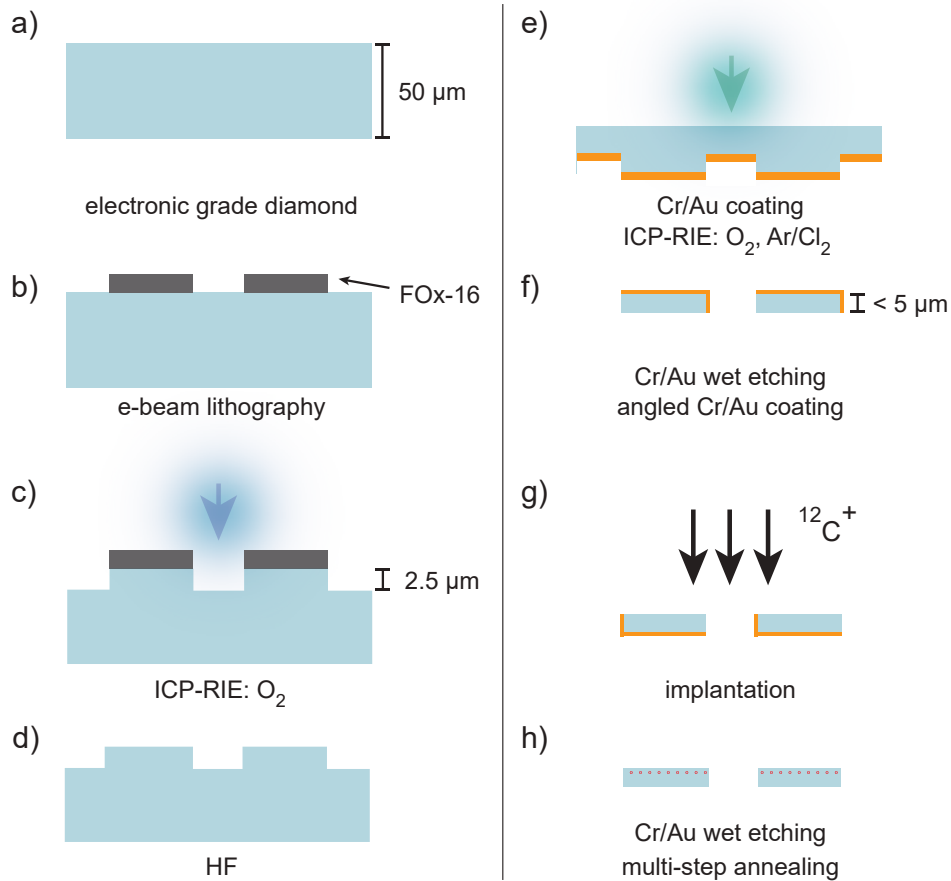 a)
50 µm
electronic grade diamond
b)
FOx-16
e-beam lithography
c)
2.5 µm
ICP-RIE: O₂
d)
HF
e)
Cr/Au coating
ICP-RIE: O₂, Ar/Cl₂
f)
< 5 µm
Cr/Au wet etching
angled Cr/Au coating
g)
¹²C⁺
implantation
h)
Cr/Au wet etching
multi-step annealing